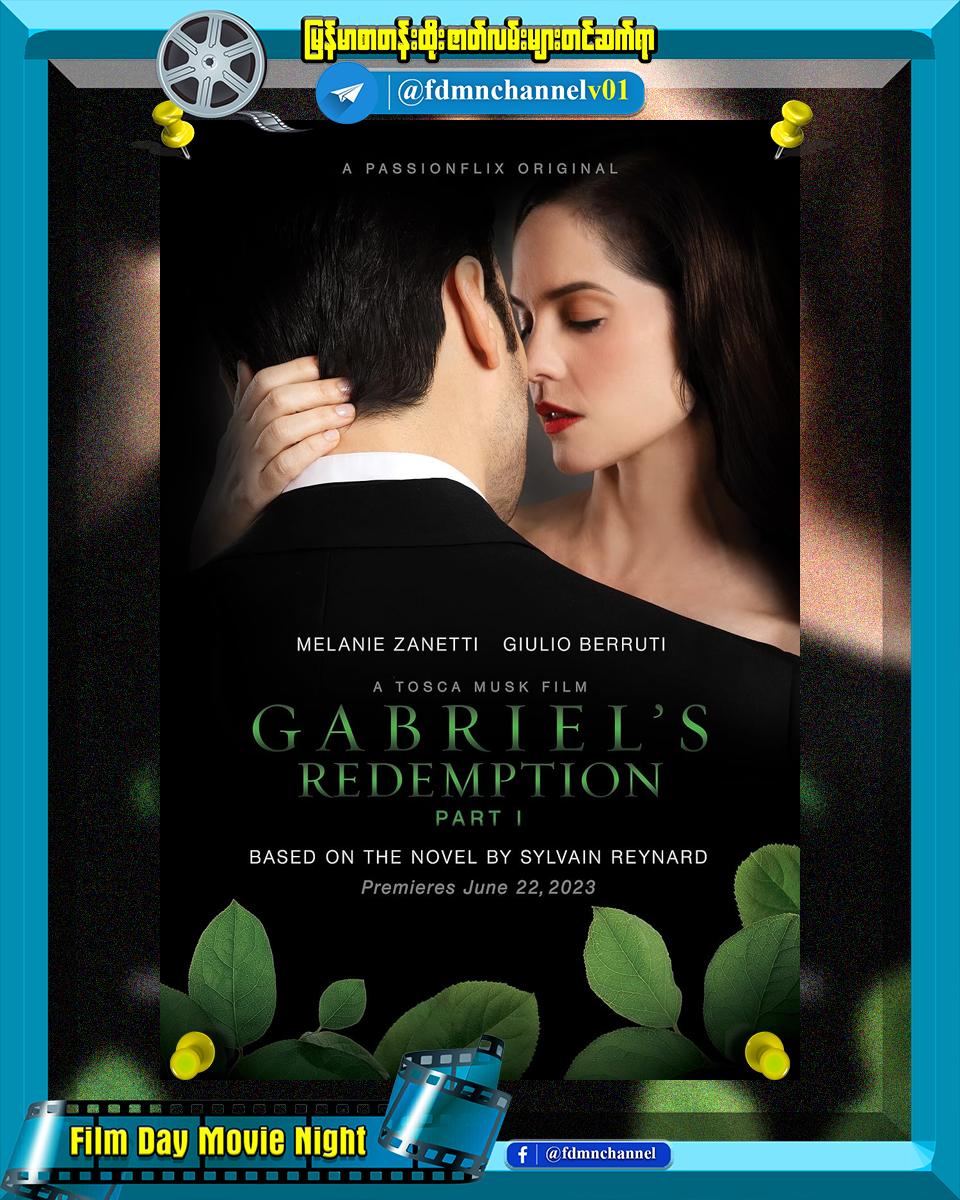 မြန်မာစာတန်းထိုးဇာတ်လမ်းများတင်ဆက်ရာ
@fdmnchannelv01
A PASSIONFLIX ORIGINAL
MELANIE ZANETTI GIULIO BERRUTI
A TOSCA MUSK FILM
GABRIEL'S
REDEMPTION
PART I
BASED ON THE NOVEL BY SYLVAIN REYNARD
Premieres June 22, 2023
Film Day Movie Night
@fdmnchannel